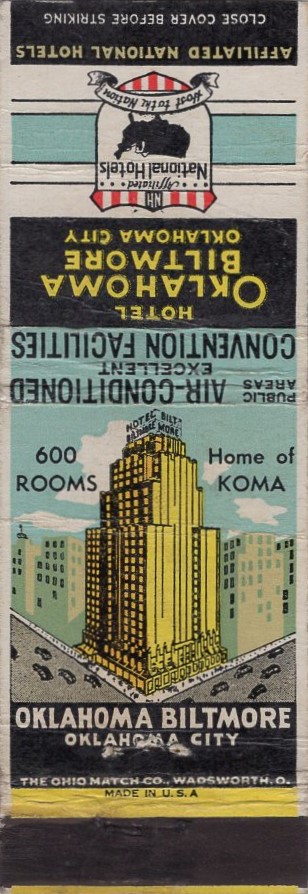 CLOSE COVER BEFORE STRIKING
AFFILIATED NATIONAL HOTELS
Host to the Nation
Affiliated
National Hotels
NH
HOTEL
OKLAHOMA
BILTMORE
OKLAHOMA CITY
PUBLIC AREAS AIR-CONDITIONED
EXCELLENT
CONVENTION FACILITIES
HOTEL BILT
BILTMORE MORE
600
ROOMS
Home of
KOMA
OKLAHOMA BILTMORE
OKLAHOMA CITY
THE OHIO MATCH CO., WADSWORTH, O.
MADE IN U.S.A